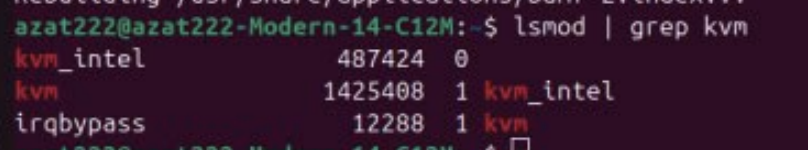 azat222@azat222-Modern-14-C12M:~$ lsmod | grep kvm
kvm_intel 487424 0
kvm 1425408 1 kvm_intel
irqbypass 12288 1 kvm